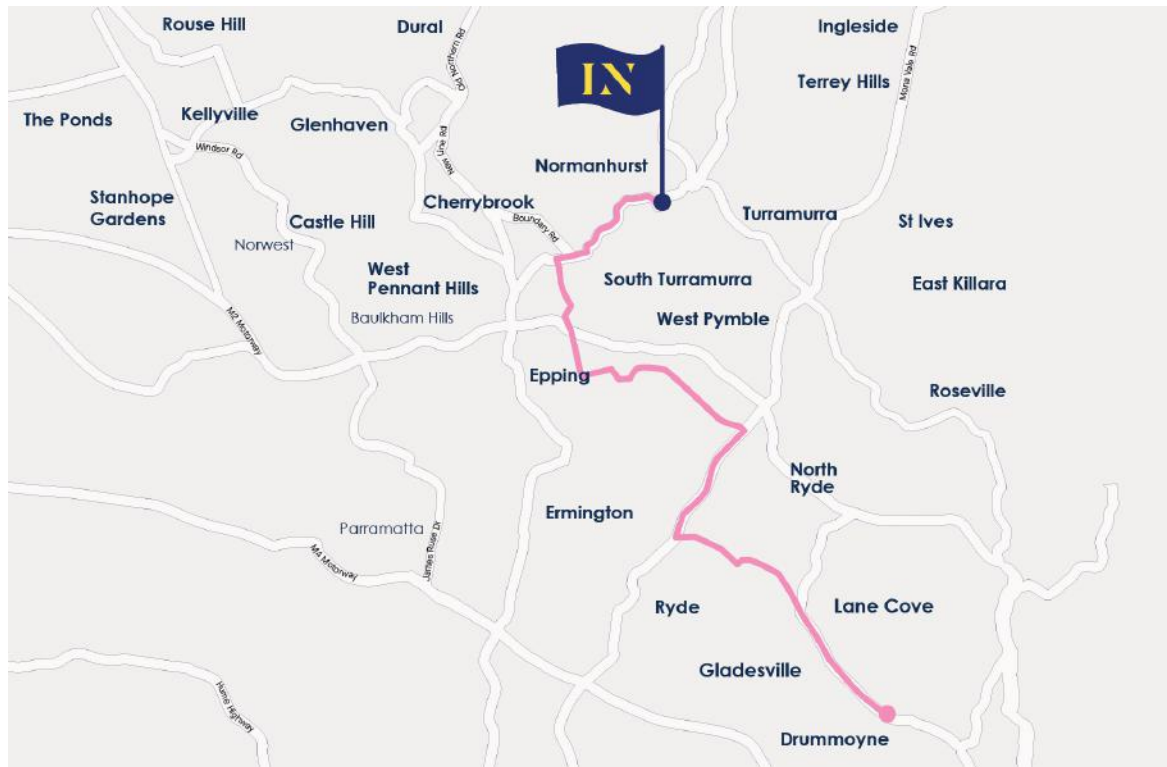 Rouse Hill
Dural
Ingleside
Old Northern Rd
IN
Terrey Hills
Mona Vale Rd
The Ponds
Kellyville
Glenhaven
New Line Rd
Windsor Rd
Normanhurst
Stanhope
Gardens
Cherrybrook
Castle Hill
Boundary Rd
Turramurra
St Ives
Norwest
West
Pennant Hills
South Turramurra
East Killara
Baulkham Hills
West Pymble
M2 Motorway
Epping
Roseville
North
Ryde
Ermington
Parramatta
James Ruse Dr
M4 Motorway
Ryde
Lane Cove
Gladesville
Hume Highway
Drummoyne